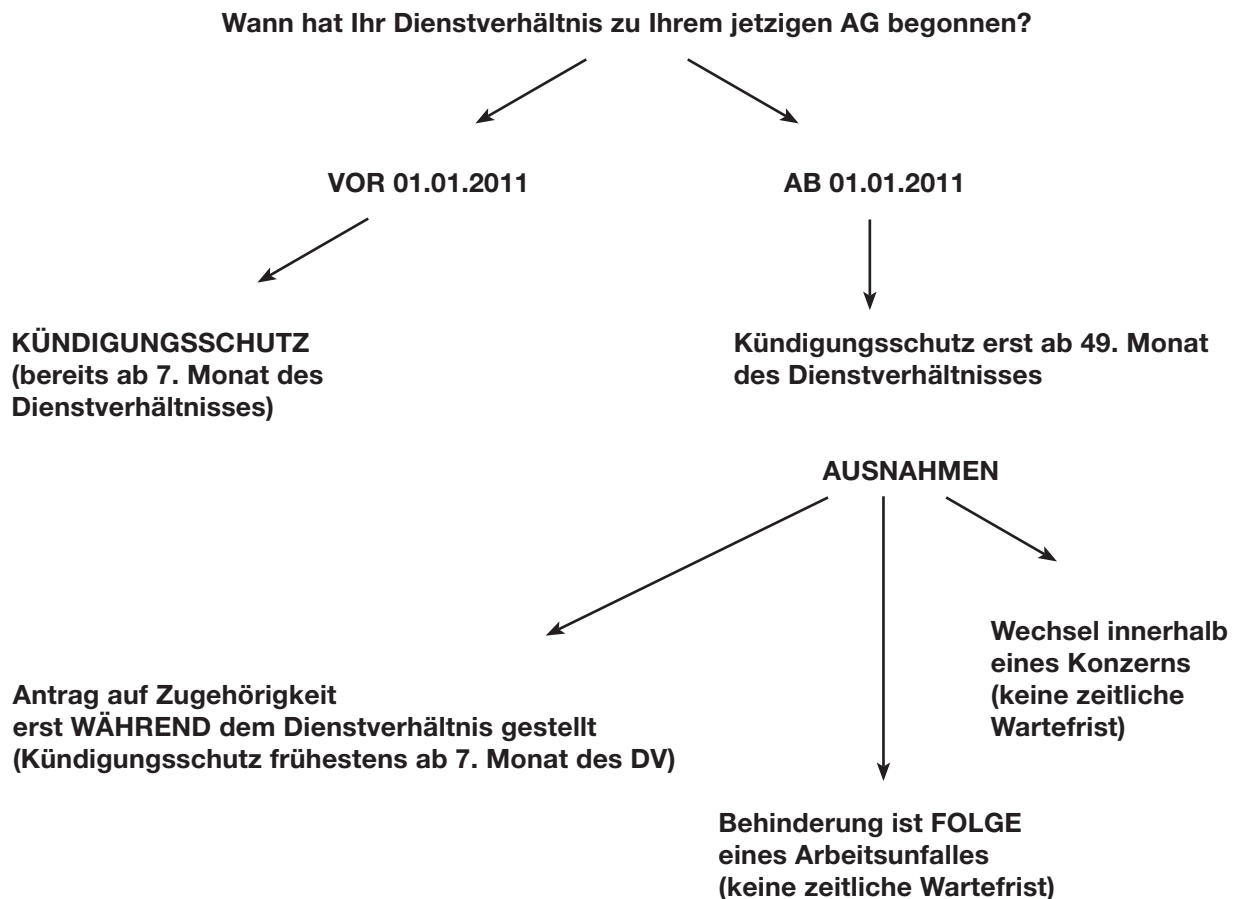 Wann hat Ihr Dienstverhältnis zu Ihrem jetzigen AG begonnen?
VOR 01.01.2011
AB 01.01.2011
KÜNDIGUNGSSCHUTZ
(bereits ab 7. Monat des
Dienstverhältnisses)
Kündigungsschutz erst ab 49. Monat
des Dienstverhältnisses
AUSNAHMEN
Antrag auf Zugehörigkeit
erst WÄHREND dem Dienstverhältnis gestellt
(Kündigungsschutz frühestens ab 7. Monat des DV)
Behinderung ist FOLGE
eines Arbeitsunfalles
(keine zeitliche Wartefrist)
Wechsel innerhalb
eines Konzerns
(keine zeitliche
Wartefrist)